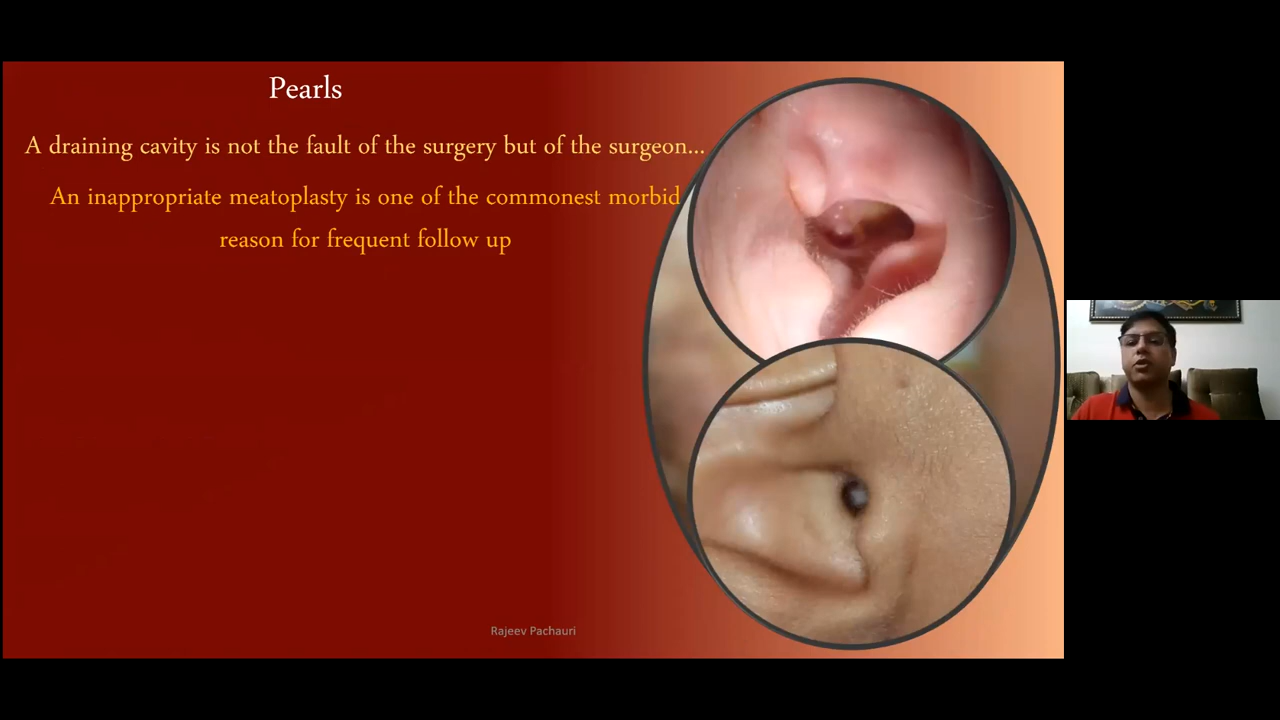 Pearls
A draining cavity is not the fault of the surgery but of the surgeon...
An inappropriate meatoplasty is one of the commonest morbid
reason for frequent follow up
Rajeev Pachauri